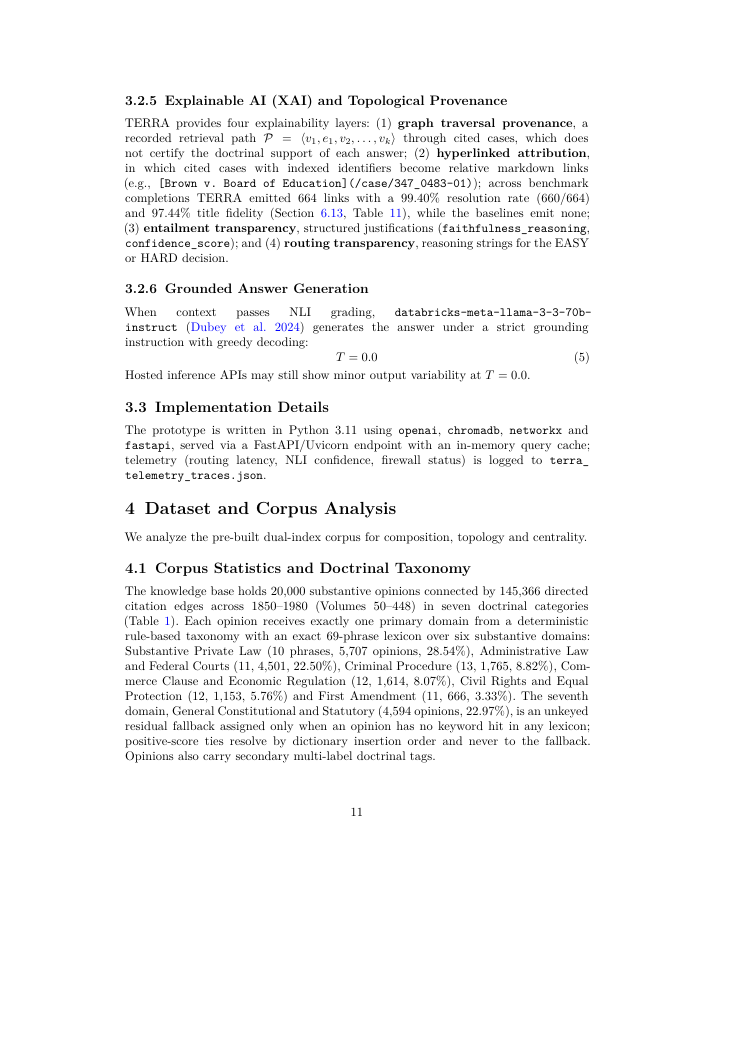 3.2.5 Explainable AI (XAI) and Topological Provenance
TERRA provides four explainability layers: (1) graph traversal provenance, a
recorded retrieval path 𝒫 = ⟨v₁, e₁, v₂, . . . , vₖ⟩ through cited cases, which does
not certify the doctrinal support of each answer; (2) hyperlinked attribution,
in which cited cases with indexed identifiers become relative markdown links
(e.g., [Brown v. Board of Education](/case/347_0483-01)); across benchmark
completions TERRA emitted 664 links with a 99.40% resolution rate (660/664)
and 97.44% title fidelity (Section 6.13, Table 11), while the baselines emit none;
(3) entailment transparency, structured justifications (faithfulness_reasoning,
confidence_score); and (4) routing transparency, reasoning strings for the EASY
or HARD decision.
3.2.6 Grounded Answer Generation
When context passes NLI grading, databricks-meta-llama-3-3-70b-
instruct (Dubey et al. 2024) generates the answer under a strict grounding
instruction with greedy decoding:
T = 0.0 (5)
Hosted inference APIs may still show minor output variability at T = 0.0.
3.3 Implementation Details
The prototype is written in Python 3.11 using openai, chromadb, networkx and
fastapi, served via a FastAPI/Uvicorn endpoint with an in-memory query cache;
telemetry (routing latency, NLI confidence, firewall status) is logged to terra_
telemetry_traces.json.
4 Dataset and Corpus Analysis
We analyze the pre-built dual-index corpus for composition, topology and centrality.
4.1 Corpus Statistics and Doctrinal Taxonomy
The knowledge base holds 20,000 substantive opinions connected by 145,366 directed
citation edges across 1850–1980 (Volumes 50–448) in seven doctrinal categories
(Table 1). Each opinion receives exactly one primary domain from a deterministic
rule-based taxonomy with an exact 69-phrase lexicon over six substantive domains:
Substantive Private Law (10 phrases, 5,707 opinions, 28.54%), Administrative Law
and Federal Courts (11, 4,501, 22.50%), Criminal Procedure (13, 1,765, 8.82%), Com-
merce Clause and Economic Regulation (12, 1,614, 8.07%), Civil Rights and Equal
Protection (12, 1,153, 5.76%) and First Amendment (11, 666, 3.33%). The seventh
domain, General Constitutional and Statutory (4,594 opinions, 22.97%), is an unkeyed
residual fallback assigned only when an opinion has no keyword hit in any lexicon;
positive-score ties resolve by dictionary insertion order and never to the fallback.
Opinions also carry secondary multi-label doctrinal tags.
11